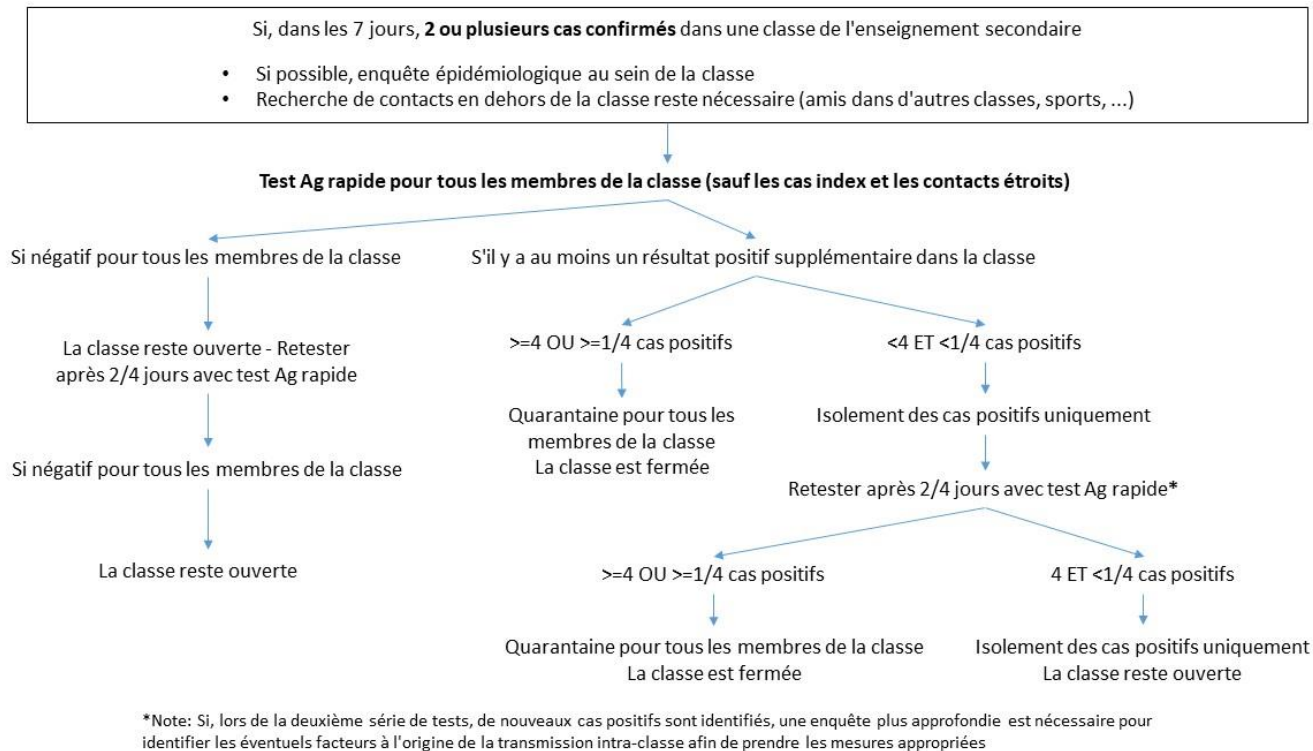 Si, dans les 7 jours, 2 ou plusieurs cas confirmés dans une classe de l'enseignement secondaire
• Si possible, enquête épidémiologique au sein de la classe
• Recherche de contacts en dehors de la classe reste nécessaire (amis dans d'autres classes, sports, ...)
Test Ag rapide pour tous les membres de la classe (sauf les cas index et les contacts étroits)
Si négatif pour tous les membres de la classe
La classe reste ouverte - Retester
après 2/4 jours avec test Ag rapide
Si négatif pour tous les membres de la classe
La classe reste ouverte
S'il y a au moins un résultat positif supplémentaire dans la classe
>=4 OU >=1/4 cas positifs
Quarantaine pour tous les
membres de la classe
La classe est fermée
<4 ET <1/4 cas positifs
Isolement des cas positifs uniquement
Retester après 2/4 jours avec test Ag rapide*
>=4 OU >=1/4 cas positifs
Quarantaine pour tous les membres de la classe
La classe est fermée
4 ET <1/4 cas positifs
Isolement des cas positifs uniquement
La classe reste ouverte
*Note: Si, lors de la deuxième série de tests, de nouveaux cas positifs sont identifiés, une enquête plus approfondie est nécessaire pour
identifier les éventuels facteurs à l'origine de la transmission intra-classe afin de prendre les mesures appropriées